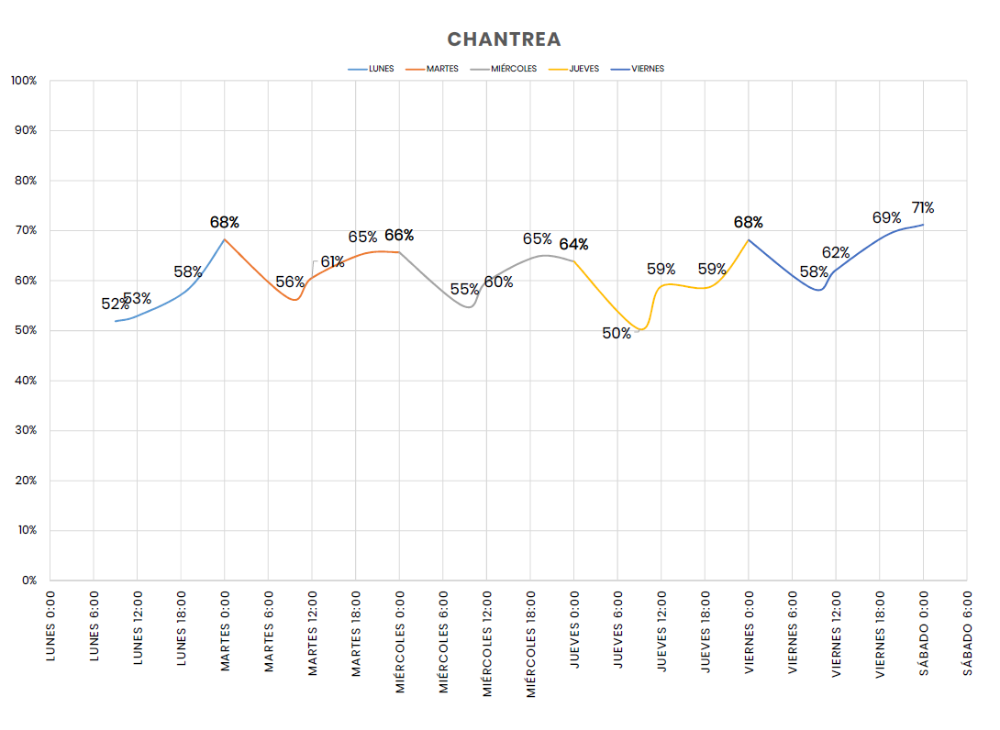 CHANTREA
LUNES MARTES MIÉRCOLES JUEVES VIERNES
100%
90%
80%
70%
60%
50%
40%
30%
20%
10%
0%
52%
53%
58%
68%
56%
61%
65%
66%
55%
60%
65%
64%
50%
59%
59%
68%
58%
62%
69%
71%
LUNES 0:00
LUNES 6:00
LUNES 12:00
LUNES 18:00
MARTES 0:00
MARTES 6:00
MARTES 12:00
MARTES 18:00
MIÉRCOLES 0:00
MIÉRCOLES 6:00
MIÉRCOLES 12:00
MIÉRCOLES 18:00
JUEVES 0:00
JUEVES 6:00
JUEVES 12:00
JUEVES 18:00
VIERNES 0:00
VIERNES 6:00
VIERNES 12:00
VIERNES 18:00
SÁBADO 0:00
SÁBADO 6:00